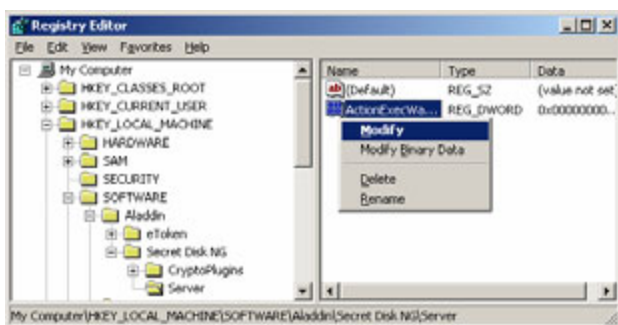 Registry Editor
File Edit View Favorites Help
My Computer
HKEY_CLASSES_ROOT
HKEY_CURRENT_USER
HKEY_LOCAL_MACHINE
HARDWARE
SAM
SECURITY
SOFTWARE
Aladdin
eToken
Secret Disk NG
CryptoPlugins
Server
Name Type Data
(Default) REG_SZ (value not set)
ActionExecWa... REG_DWORD 0x00000000...
Modify
Modify Binary Data
Delete
Rename
My Computer\HKEY_LOCAL_MACHINE\SOFTWARE\Aladdin\Secret Disk NG\Server